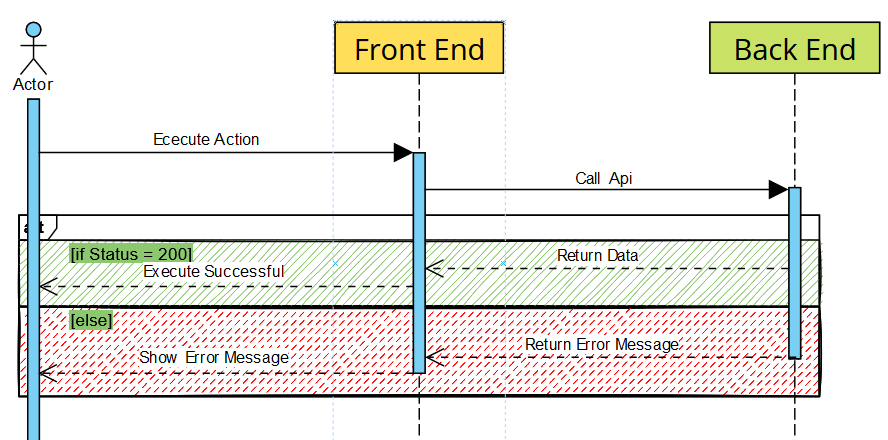 Front End
Back End
Actor
Ececute Action
Call Api
alt
[if Status = 200]
Return Data
Execute Successful
[else]
Return Error Message
Show Error Message